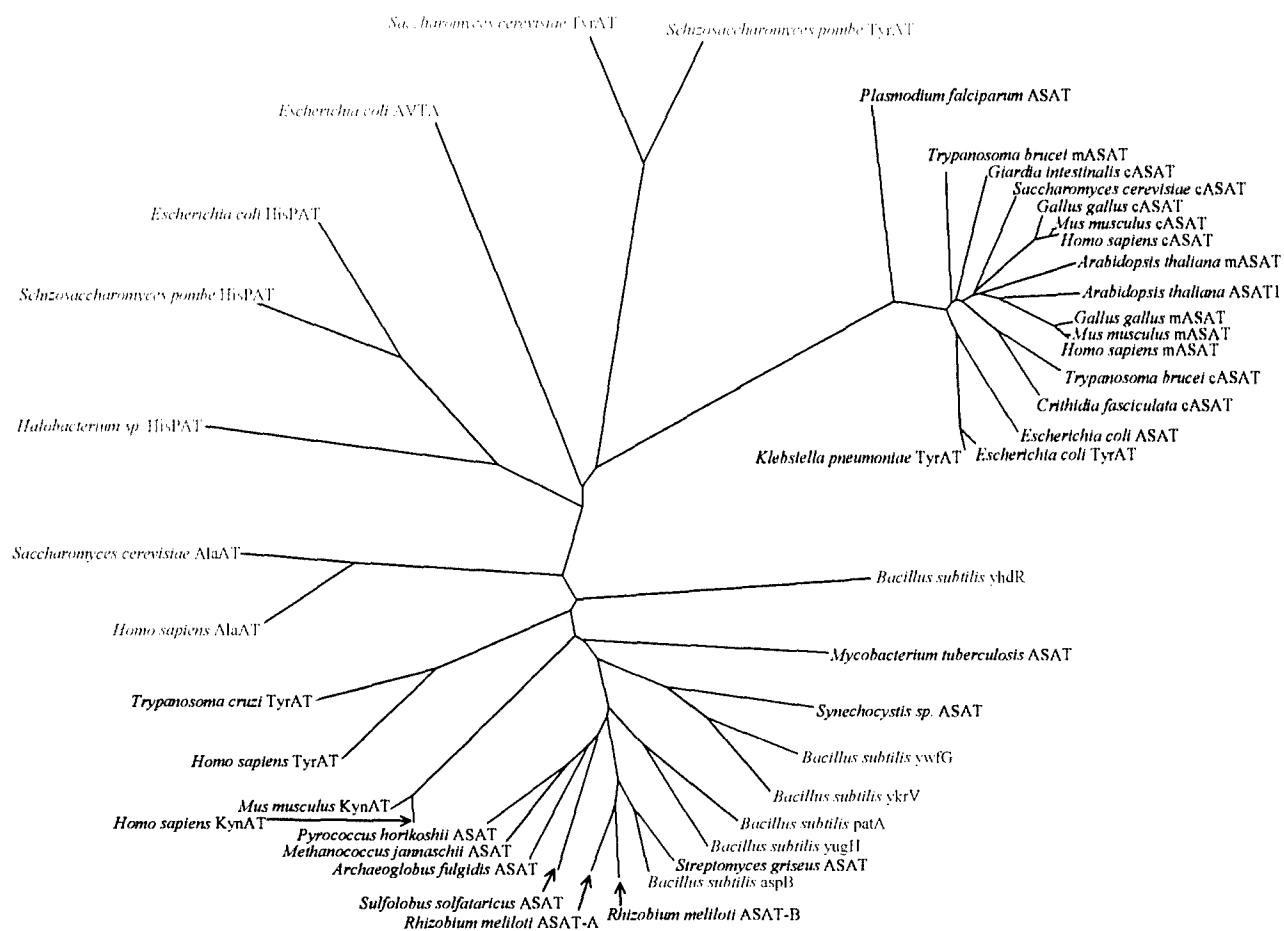 Saccharomyces cerevisiae TyrAT
Schizosaccharomyces pombe TyrAT
Plasmodium falciparum ASAT
Escherichia coli AVTA
Trypanosoma brucei mASAT
Giardia intestinalis cASAT
Saccharomyces cerevisiae cASAT
Gallus gallus cASAT
Mus musculus cASAT
Homo sapiens cASAT
Escherichia coli HisPAT
Arabidopsis thaliana mASAT
Schizosaccharomyces pombe HisPAT
Arabidopsis thaliana ASAT1
Gallus gallus mASAT
Mus musculus mASAT
Homo sapiens mASAT
Trypanosoma brucei cASAT
Crithidia fasciculata cASAT
Halobacterium sp. HisPAT
Escherichia coli ASAT
Klebsiella pneumoniae TyrAT
Escherichia coli TyrAT
Saccharomyces cerevisiae AlaAT
Bacillus subtilis yhdR
Homo sapiens AlaAT
Mycobacterium tuberculosis ASAT
Trypanosoma cruzi TyrAT
Synechocystis sp. ASAT
Homo sapiens TyrAT
Bacillus subtilis ywfG
Bacillus subtilis ykrV
Mus musculus KynAT
Homo sapiens KynAT
Bacillus subtilis patA
Pyrococcus horikoshii ASAT
Bacillus subtilis yugH
Methanococcus jannaschii ASAT
Streptomyces griseus ASAT
Archaeoglobus fulgidis ASAT
Bacillus subtilis aspB
Sulfolobus solfataricus ASAT
Rhizobium meliloti ASAT-B
Rhizobium meliloti ASAT-A